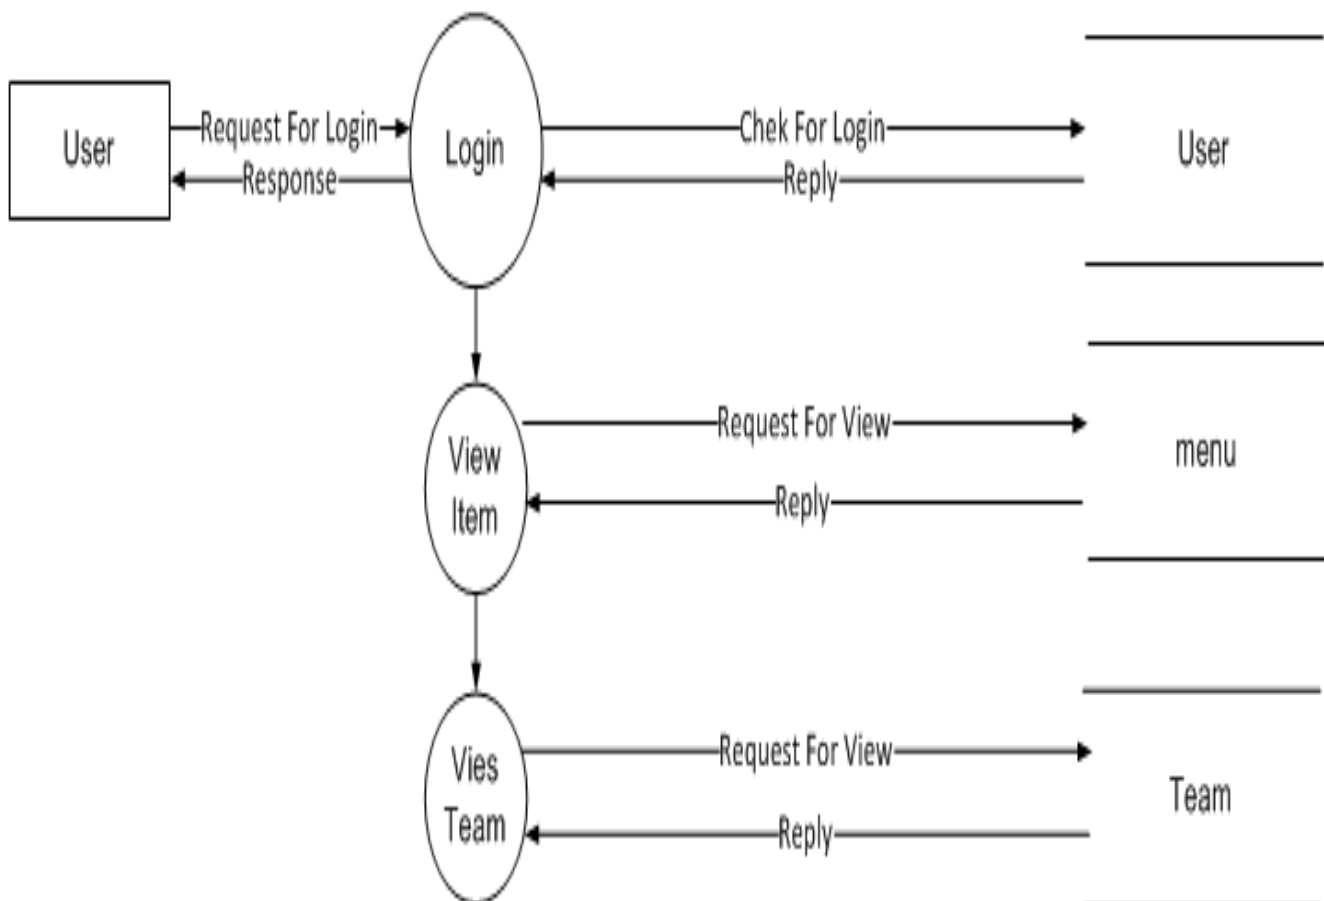 User
Request For Login
Response
Login
Chek For Login
Reply
User
View
Item
Request For View
Reply
menu
Vies
Team
Request For View
Reply
Team